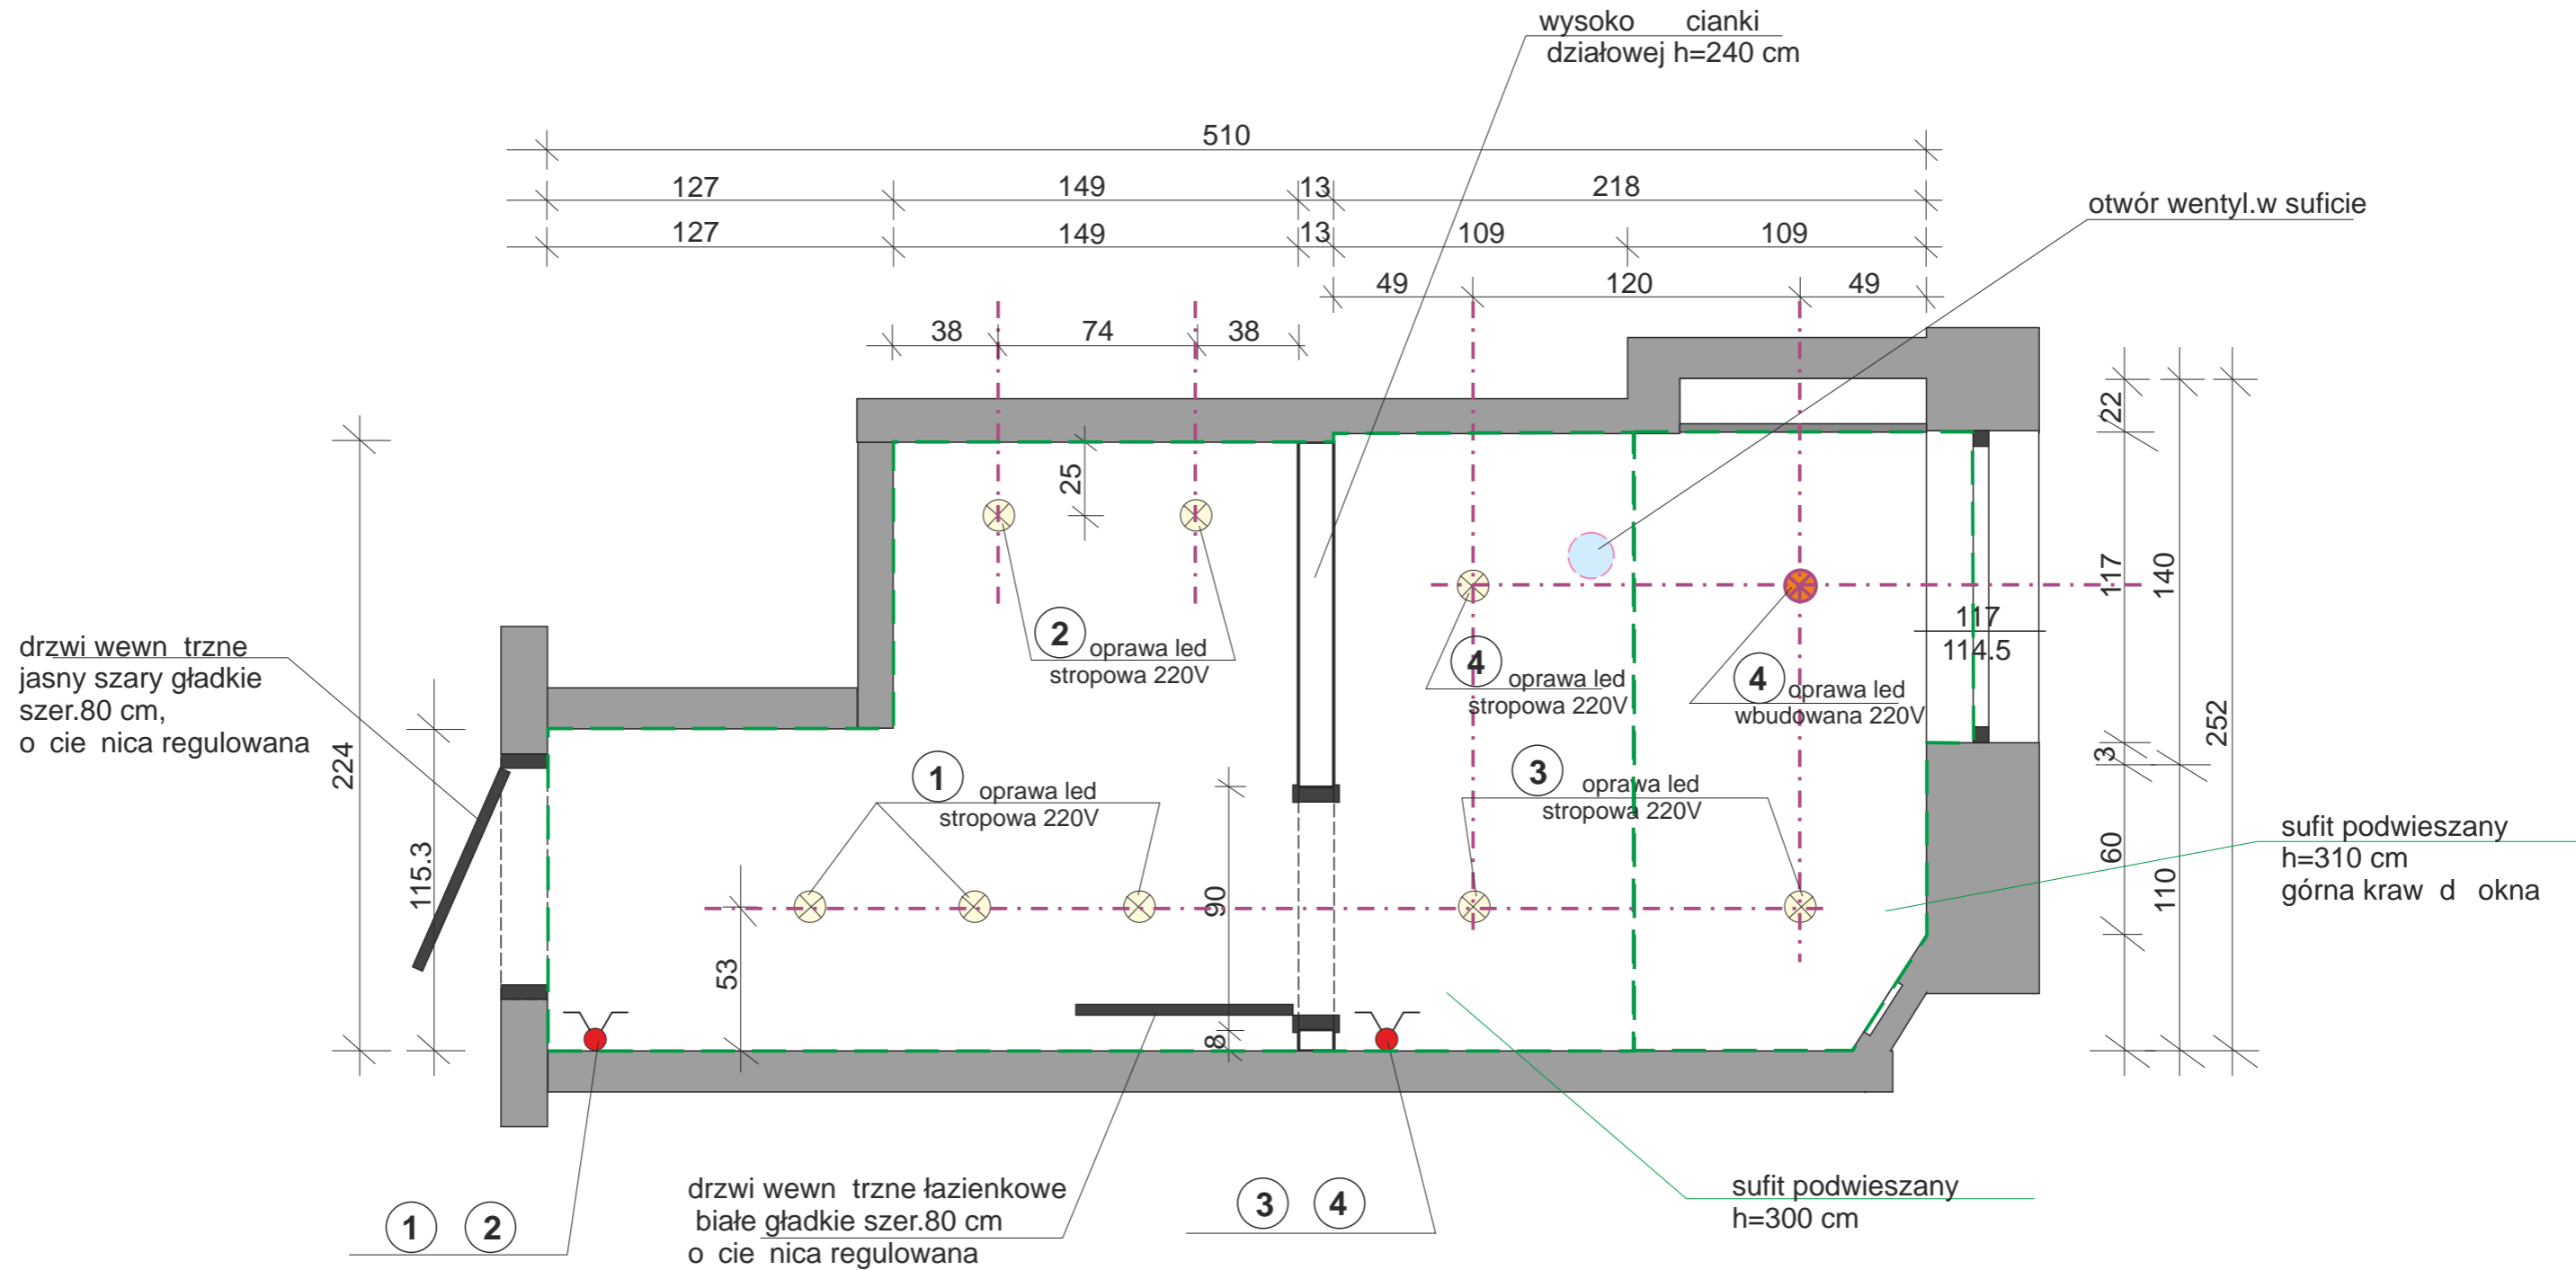 wysoko cianki
działowej h=240 cm
510
127 149 13 218
otwór wentyl.w suficie
127 149 13 109 109
49 120 49
38 74 38
22
25
117
140
117
114.5
252
3
60
110
224
115.3
53
90
8
drzwi wewn trzne
jasny szary gładkie
szer.80 cm,
o cie nica regulowana
2 oprawa led
stropowa 220V
4 oprawa led
stropowa 220V
4 oprawa led
wbudowana 220V
1 oprawa led
stropowa 220V
3 oprawa led
stropowa 220V
sufit podwieszany
h=310 cm
górna kraw d okna
drzwi wewn trzne łazienkowe
białe gładkie szer.80 cm
o cie nica regulowana
1 2
3 4
sufit podwieszany
h=300 cm